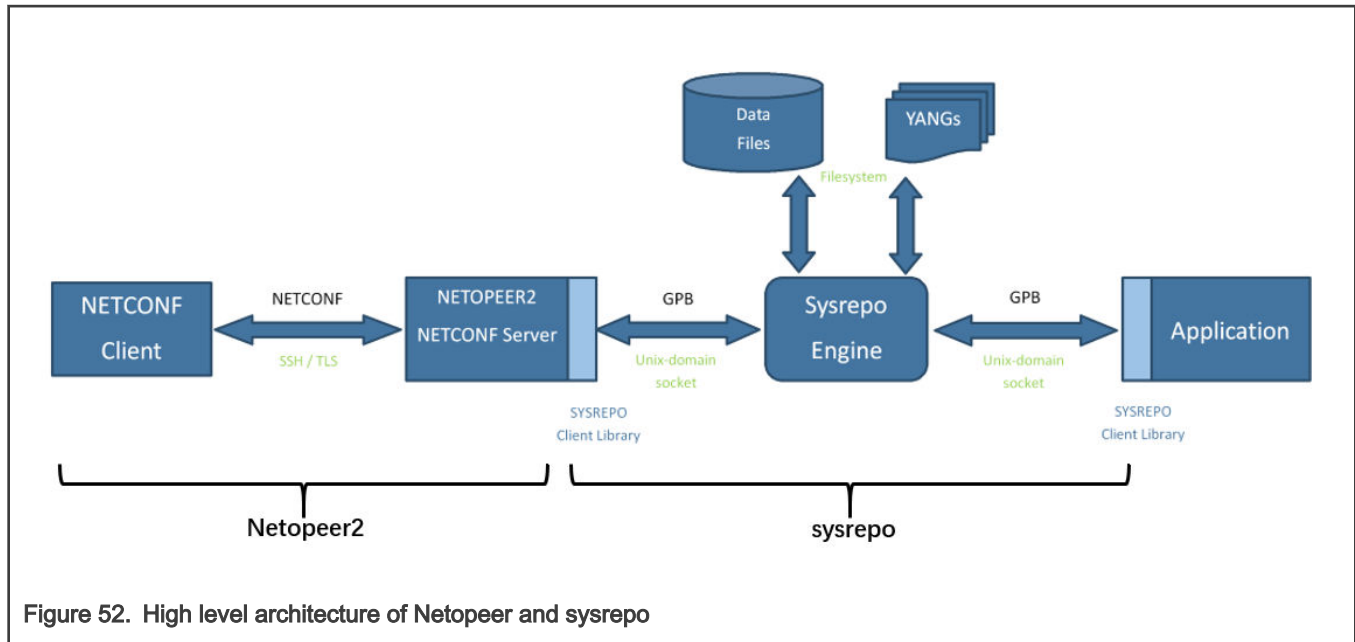 Data
Files
YANGs
Filesystem
NETCONF
Client
NETCONF
SSH / TLS
NETOPEER2
NETCONF Server
GPB
Unix-domain
socket
Sysrepo
Engine
GPB
Unix-domain
socket
Application
SYSREPO
Client Library
SYSREPO
Client Library
Netopeer2
sysrepo
Figure 52. High level architecture of Netopeer and sysrepo